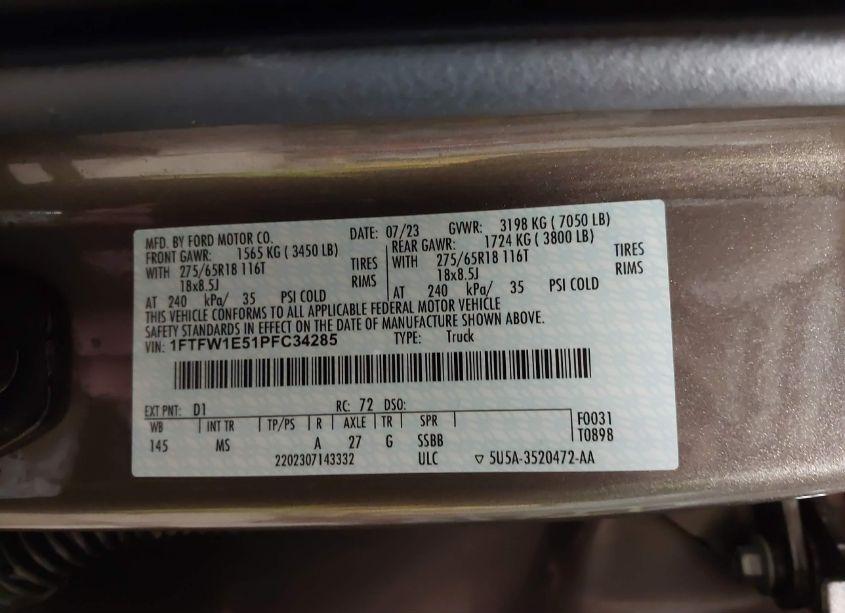 MFD. BY FORD MOTOR CO. DATE: 07/23 GVWR: 3198 KG ( 7050 LB)
FRONT GAWR: 1565 KG ( 3450 LB) REAR GAWR: 1724 KG ( 3800 LB)
WITH 275/65R18 116T TIRES WITH 275/65R18 116T TIRES
18x8.5J RIMS 18x8.5J RIMS
AT 240 kPa/ 35 PSI COLD AT 240 kPa/ 35 PSI COLD
THIS VEHICLE CONFORMS TO ALL APPLICABLE FEDERAL MOTOR VEHICLE
SAFETY STANDARDS IN EFFECT ON THE DATE OF MANUFACTURE SHOWN ABOVE.
VIN: 1FTFW1E51PFC34285 TYPE: Truck
EXT PNT: D1 RC: 72 DSO: F0031
WB INT TR TP/PS R AXLE TR SPR T0898
145 MS A 27 G SSBB
2202307143332 ULC ▽ 5U5A-3520472-AA